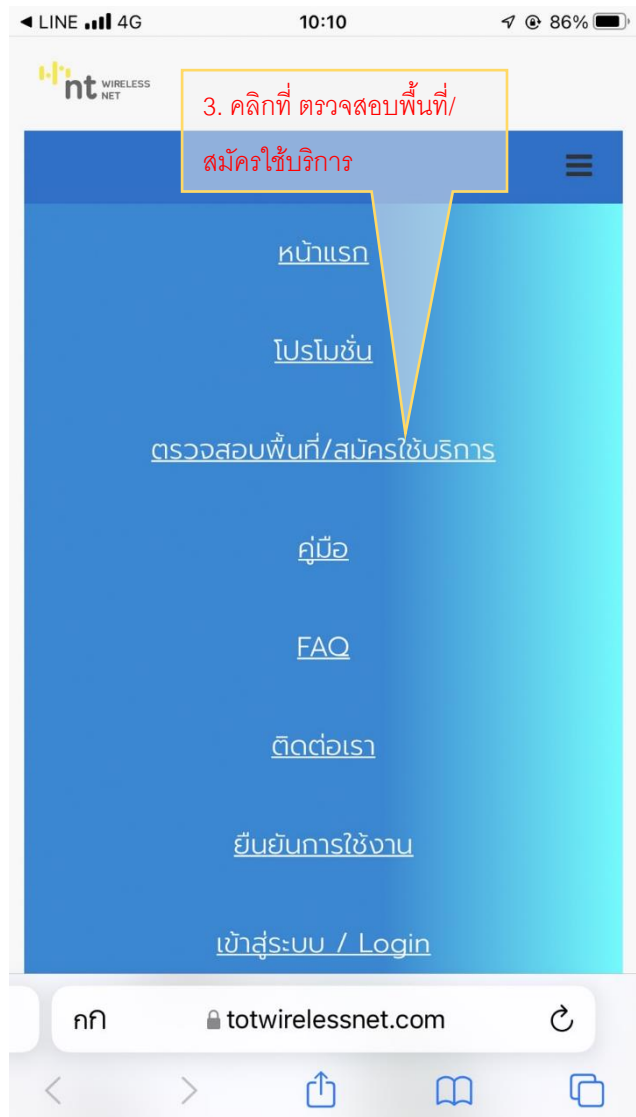 LINE 4G 10:10 86%
nt WIRELESS NET
3. คลิกที่ ตรวจสอบพื้นที่/
สมัครใช้บริการ
หน้าแรก
โปรโมชั่น
ตรวจสอบพื้นที่/สมัครใช้บริการ
คู่มือ
FAQ
ติดต่อเรา
ยืนยันการใช้งาน
เข้าสู่ระบบ / Login
กก totwirelessnet.com